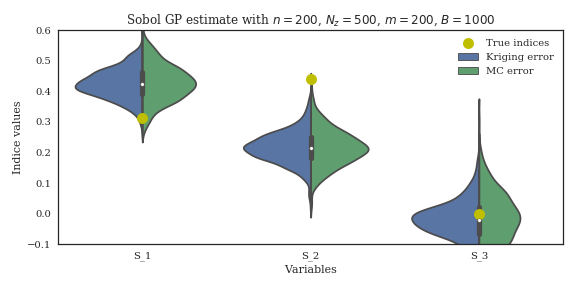 Sobol GP estimate with n = 200, N_z = 500, m = 200, B = 1000
0.6
0.5
0.4
0.3
0.2
0.1
0.0
−0.1
Indice values
True indices
Kriging error
MC error
S_1 S_2 S_3
Variables